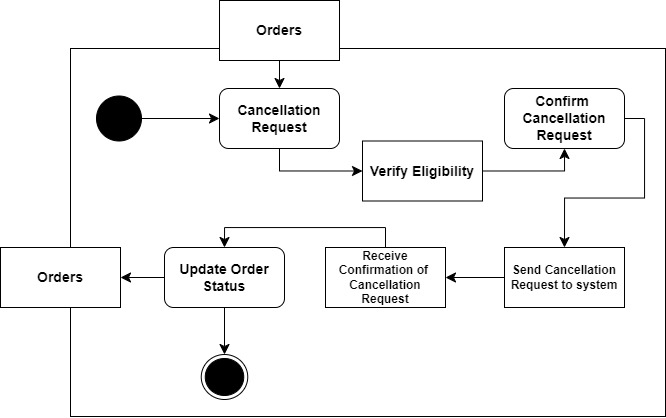 Orders
Cancellation
Request
Confirm
Cancellation
Request
Verify Eligibility
Orders
Update Order
Status
Receive
Confirmation of
Cancellation
Request
Send Cancellation
Request to system